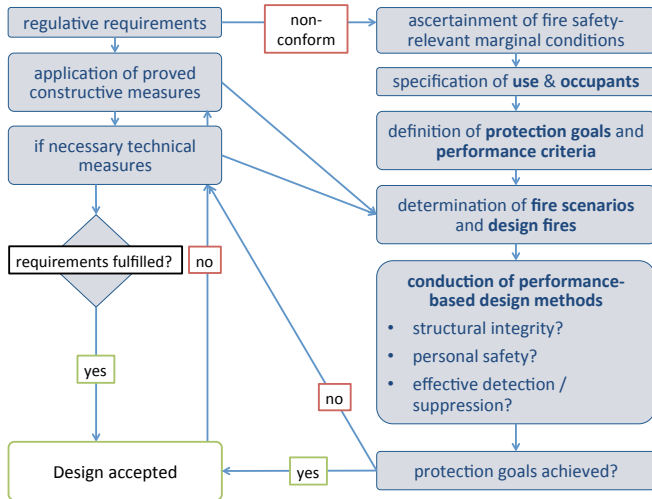 regulative requirements
non-
conform
ascertainment of fire safety-
relevant marginal conditions
application of proved
constructive measures
specification of use & occupants
if necessary technical
measures
definition of protection goals and
performance criteria
determination of fire scenarios
and design fires
requirements fulfilled?
no
conduction of performance-
based design methods
• structural integrity?
• personal safety?
• effective detection /
suppression?
yes
no
Design accepted
yes
protection goals achieved?